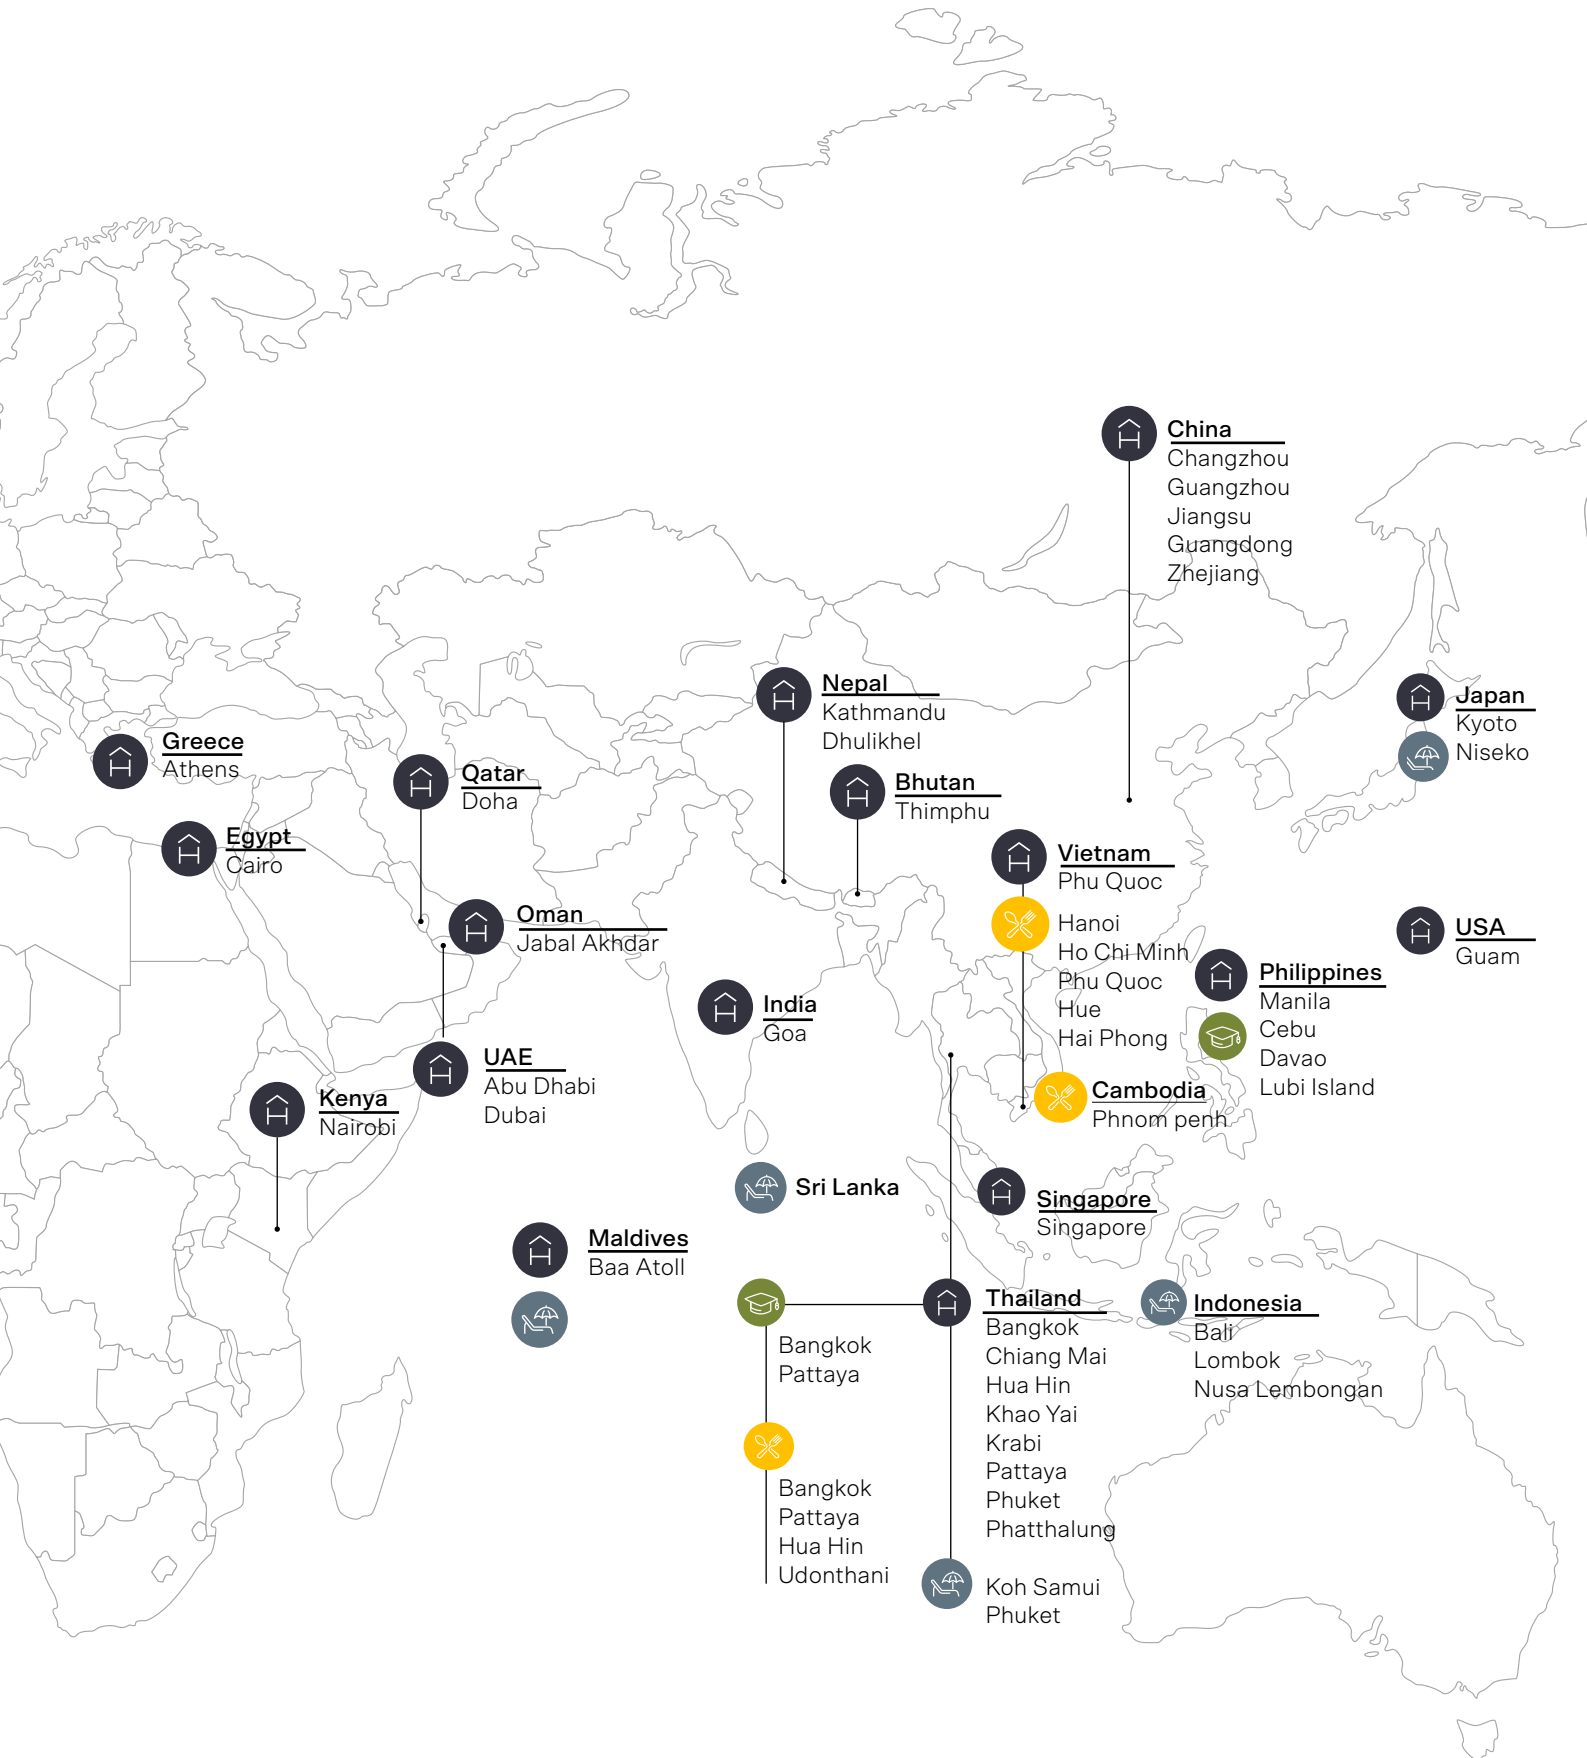 China
Changzhou
Guangzhou
Jiangsu
Guangdong
Zhejiang
Nepal
Kathmandu
Dhulikhel
Japan
Kyoto
Niseko
Greece
Athens
Qatar
Doha
Bhutan
Thimphu
Egypt
Cairo
Vietnam
Phu Quoc
Hanoi
Ho Chi Minh
Phu Quoc
Hue
Hai Phong
Oman
Jabal Akhdar
USA
Guam
Philippines
Manila
Cebu
Davao
Lubi Island
India
Goa
UAE
Abu Dhabi
Dubai
Kenya
Nairobi
Cambodia
Phnom penh
Sri Lanka
Singapore
Singapore
Maldives
Baa Atoll
Thailand
Bangkok
Chiang Mai
Hua Hin
Khao Yai
Krabi
Pattaya
Phuket
Phatthalung
Koh Samui
Phuket
Bangkok
Pattaya
Bangkok
Pattaya
Hua Hin
Udonthani
Indonesia
Bali
Lombok
Nusa Lembongan